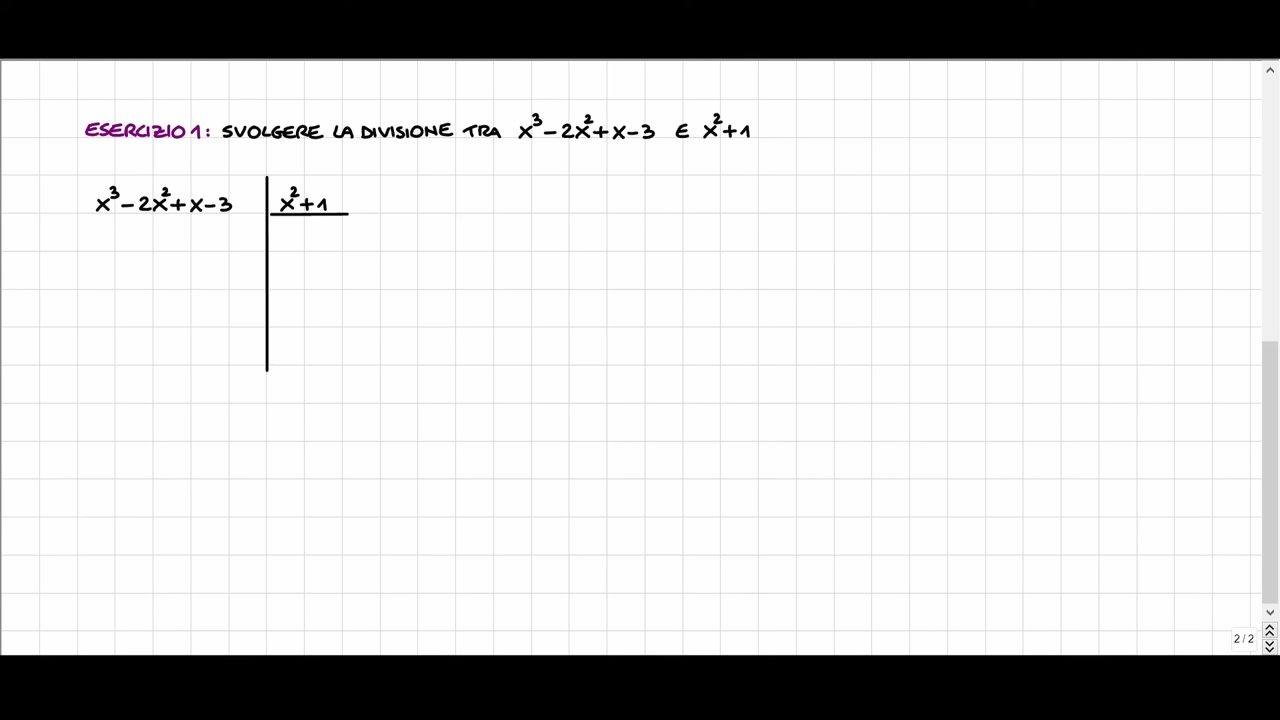 ESERCIZIO 1: SVOLGERE LA DIVISIONE TRA x³-2x²+x-3 E x²+1
x³-2x²+x-3 x²+1
2 / 2